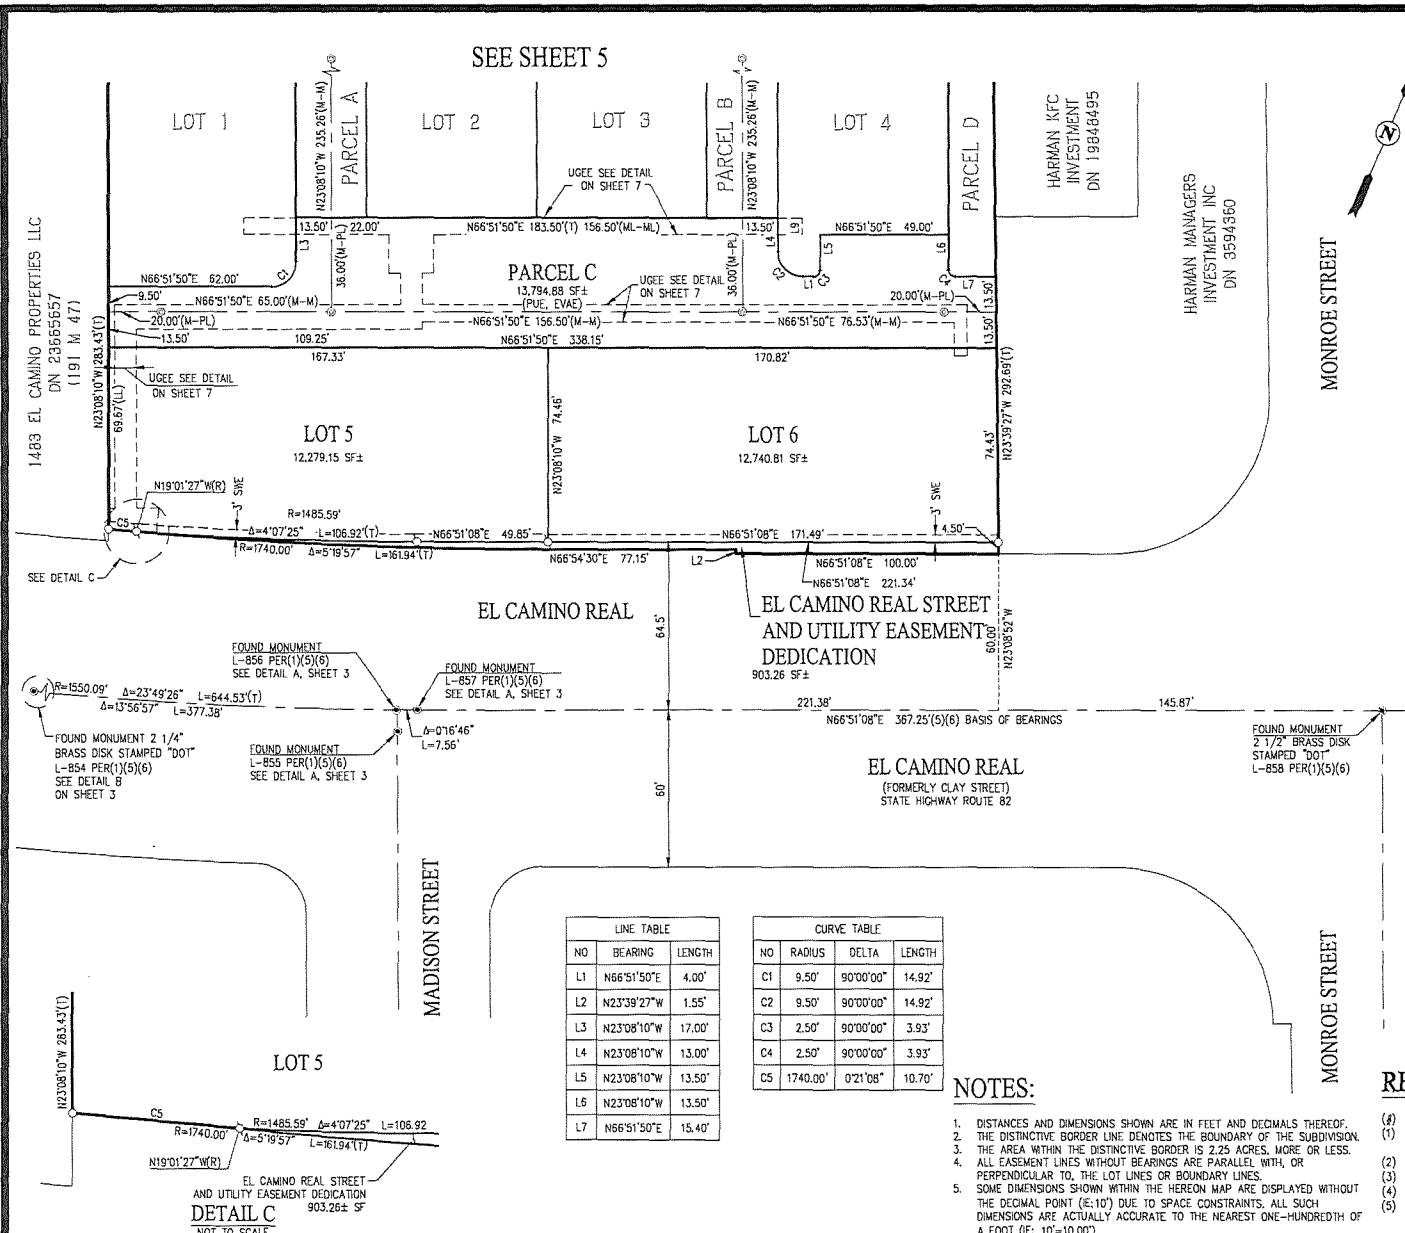 SEE SHEET 5
LOT 1
N23°08'10"W 235.26'(M-M)
PARCEL A
LOT 2
LOT 3
PARCEL B
N23°08'10"W 235.26'(M-M)
LOT 4
PARCEL D
HARMAN KFC
INVESTMENT
DN 19848495
N
HARMAN MANAGERS
INVESTMENT INC
DN 3594360
MONROE STREET
UGEE SEE DETAIL
ON SHEET 7
13.50'
22.00'
N66°51'50"E 183.50'(T) 156.50'(ML-ML)
13.50'
L9
N66°51'50"E 49.00'
L3
36.00'(M-PL)
36.00'(M-PL)
L4
L5
L6
C1
C2
L1
C3
C4
L7
PARCEL C
13,794.88 SF±
(PUE, EVAE)
UGEE SEE DETAIL
ON SHEET 7
N66°51'50"E 62.00'
9.50'
N66°51'50"E 65.00'(M-M)
20.00'(M-PL)
13.50'
20.00'(M-PL)
13.50'
N66°51'50"E 156.50'(M-M)
N66°51'50"E 76.53'(M-M)
13.50'
109.25'
N66°51'50"E 338.15'
167.33'
170.82'
1483 EL CAMINO PROPERTIES LLC
DN 23655657
(191 M 47)
N23°08'10"W 283.43'(T)
69.67'(LL)
UGEE SEE DETAIL
ON SHEET 7
LOT 5
12,279.15 SF±
N23°08'10"W 74.46'
LOT 6
12,740.81 SF±
74.43'
N23°39'27"W 292.69'(T)
N19°01'27"W(R)
3' SWE
3' SWE
C5
R=1485.59'
Δ=4°07'25" L=106.92'(T)
N66°51'08"E 49.85'
N66°51'08"E 171.49'
4.50'
R=1740.00' Δ=5°19'57" L=161.94'(T)
N66°54'30"E 77.15'
L2
N66°51'08"E 100.00'
N66°51'08"E 221.34'
SEE DETAIL C
EL CAMINO REAL
64.5'
EL CAMINO REAL STREET
AND UTILITY EASEMENT
DEDICATION
903.26 SF±
60.00'
N23°08'52"W
FOUND MONUMENT
L-856 PER(1)(5)(6)
SEE DETAIL A, SHEET 3
FOUND MONUMENT
L-857 PER(1)(5)(6)
SEE DETAIL A, SHEET 3
R=1550.09' Δ=23°49'26" L=644.53'(T)
Δ=13°56'57" L=377.38'
221.38'
145.87'
N66°51'08"E 367.25'(5)(6) BASIS OF BEARINGS
Δ=0°16'46"
L=7.56'
FOUND MONUMENT 2 1/4"
BRASS DISK STAMPED "DOT"
L-854 PER(1)(5)(6)
SEE DETAIL B
ON SHEET 3
FOUND MONUMENT
L-855 PER(1)(5)(6)
SEE DETAIL A, SHEET 3
FOUND MONUMENT
2 1/2" BRASS DISK
STAMPED "DOT"
L-858 PER(1)(5)(6)
60'
EL CAMINO REAL
(FORMERLY CLAY STREET)
STATE HIGHWAY ROUTE 82
MADISON STREET
MONROE STREET
LINE TABLE
NO BEARING LENGTH
L1 N66°51'50"E 4.00'
L2 N23°39'27"W 1.55'
L3 N23°08'10"W 17.00'
L4 N23°08'10"W 13.00'
L5 N23°08'10"W 13.50'
L6 N23°08'10"W 13.50'
L7 N66°51'50"E 15.40'
CURVE TABLE
NO RADIUS DELTA LENGTH
C1 9.50' 90°00'00" 14.92'
C2 9.50' 90°00'00" 14.92'
C3 2.50' 90°00'00" 3.93'
C4 2.50' 90°00'00" 3.93'
C5 1740.00' 0°21'08" 10.70'
N23°08'10"W 283.43'(T)
LOT 5
C5
R=1485.59' Δ=4°07'25" L=106.92
R=1740.00' Δ=5°19'57" L=161.94'(T)
N19°01'27"W(R)
EL CAMINO REAL STREET
AND UTILITY EASEMENT DEDICATION
903.26± SF
DETAIL C
NOT TO SCALE
NOTES:
1. DISTANCES AND DIMENSIONS SHOWN ARE IN FEET AND DECIMALS THEREOF.
2. THE DISTINCTIVE BORDER LINE DENOTES THE BOUNDARY OF THE SUBDIVISION.
3. THE AREA WITHIN THE DISTINCTIVE BORDER IS 2.25 ACRES, MORE OR LESS.
4. ALL EASEMENT LINES WITHOUT BEARINGS ARE PARALLEL WITH, OR
PERPENDICULAR TO, THE LOT LINES OR BOUNDARY LINES.
5. SOME DIMENSIONS SHOWN WITHIN THE HEREON MAP ARE DISPLAYED WITHOUT
THE DECIMAL POINT (IE;10') DUE TO SPACE CONSTRAINTS. ALL SUCH
DIMENSIONS ARE ACTUALLY ACCURATE TO THE NEAREST ONE-HUNDREDTH OF
A FOOT (IE: 10'=10.00')
(#)
(1)
(2)
(3)
(4)
(5)